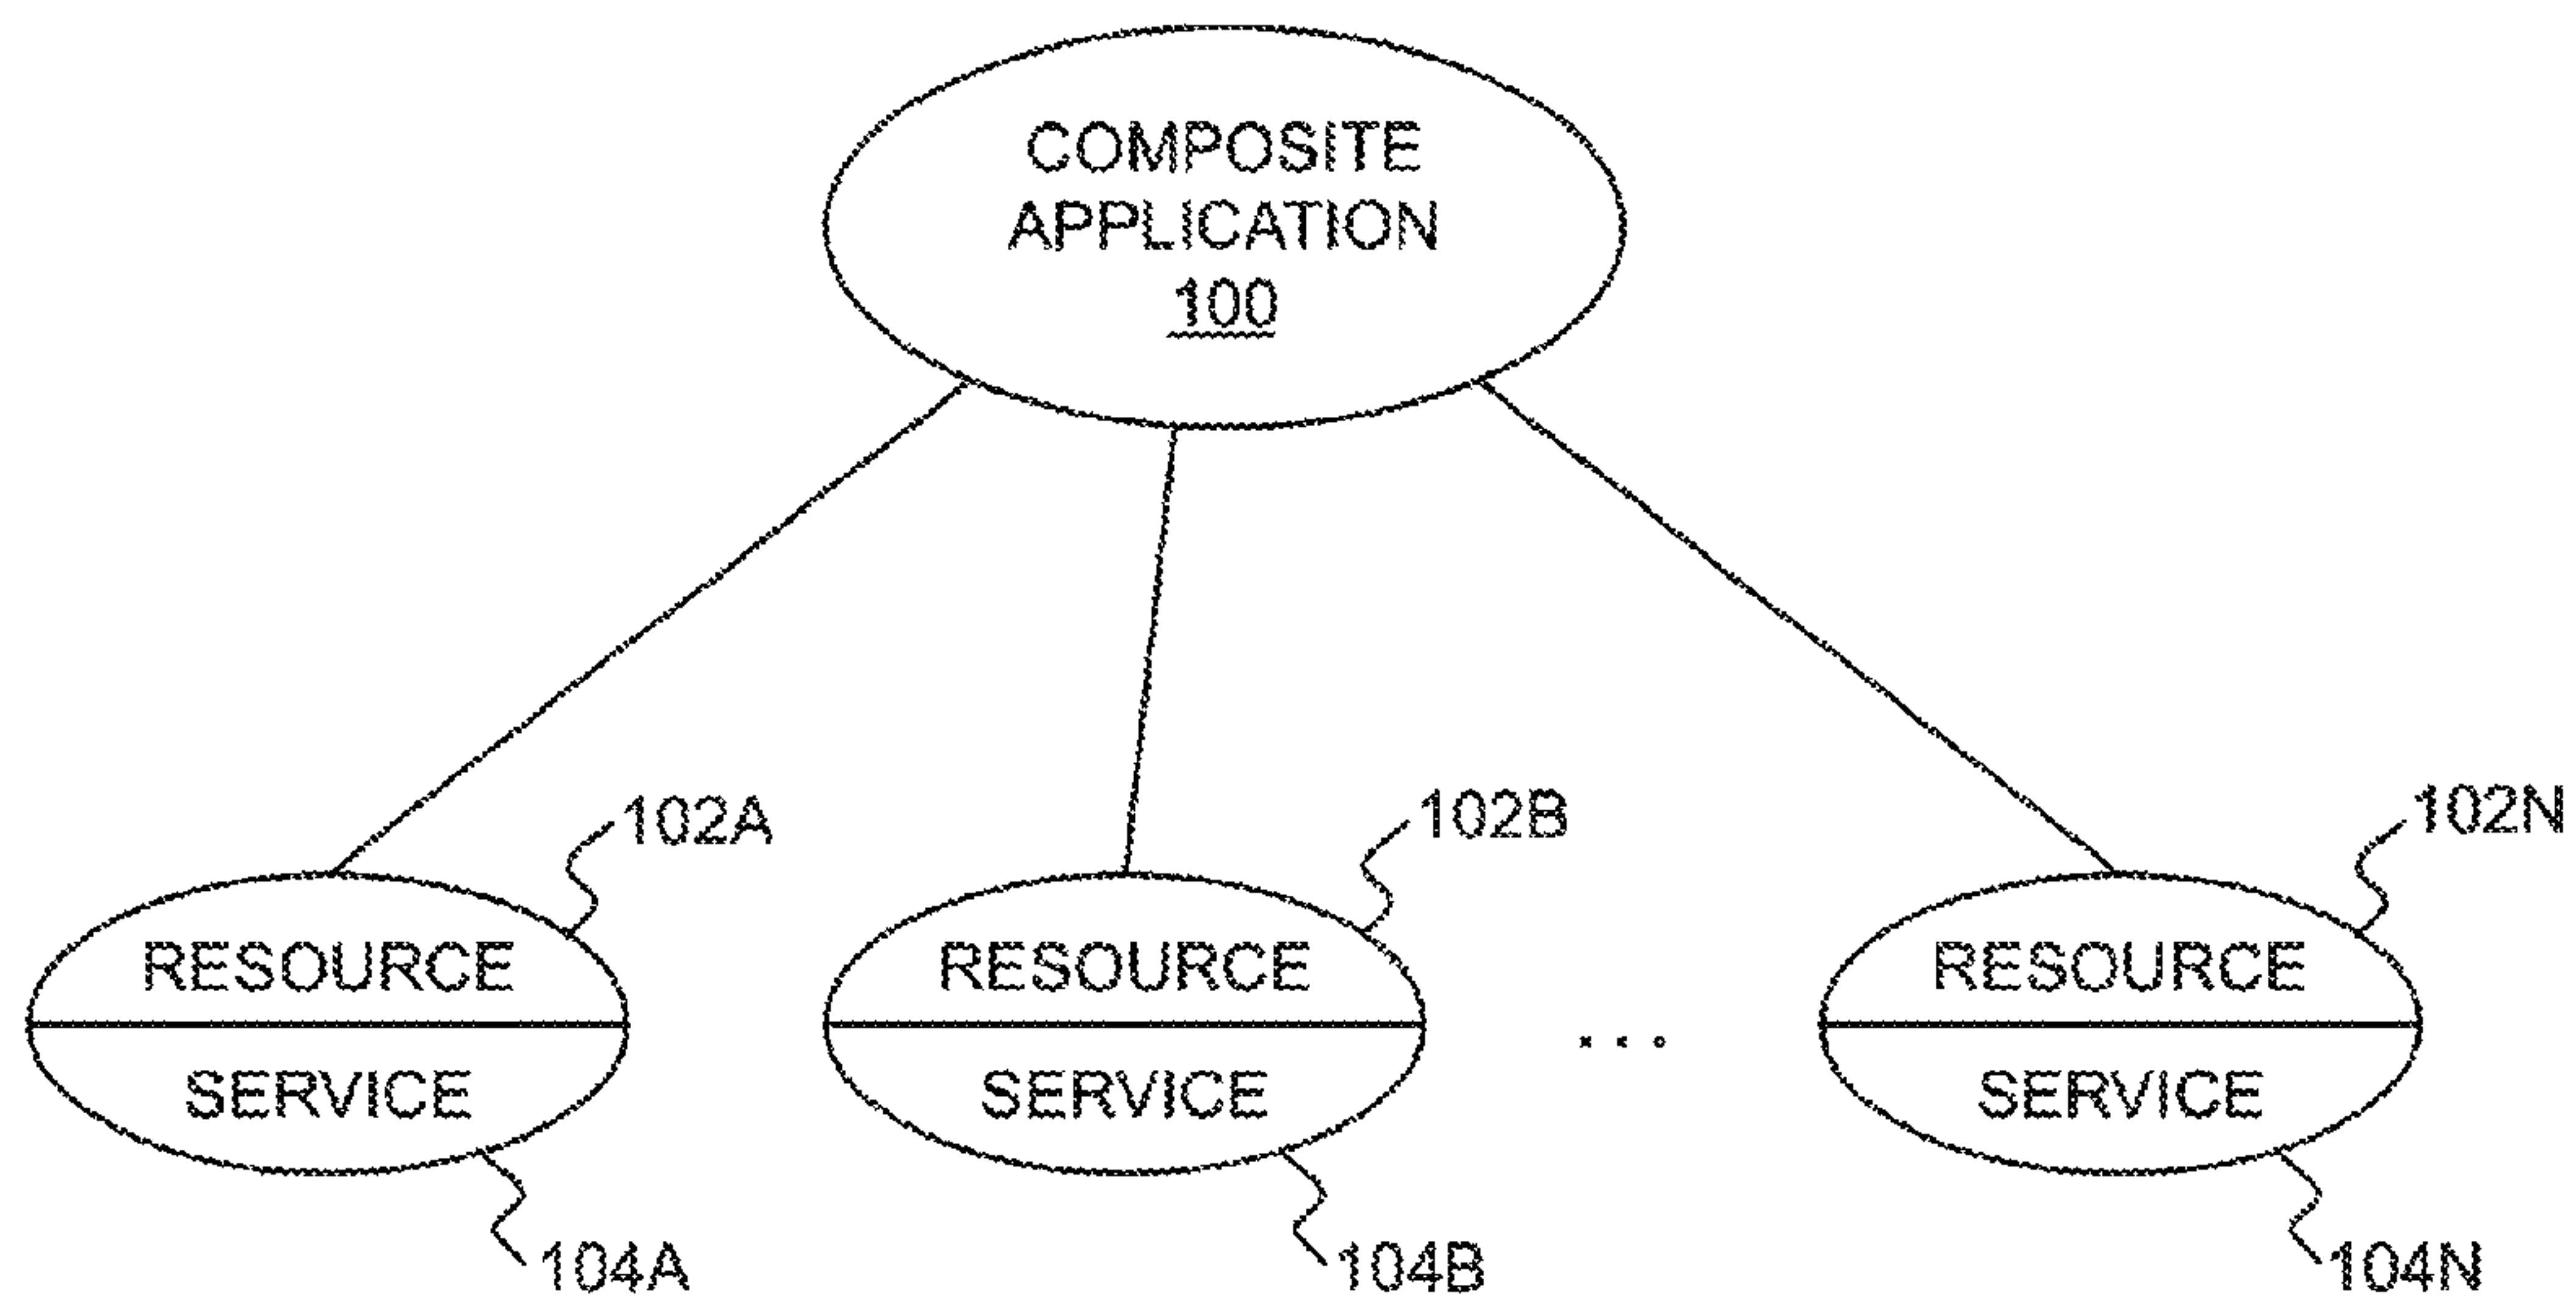 COMPOSITE
APPLICATION
100
102A
102B
102N
RESOURCE
RESOURCE
RESOURCE
...
SERVICE
SERVICE
SERVICE
104A
104B
104N